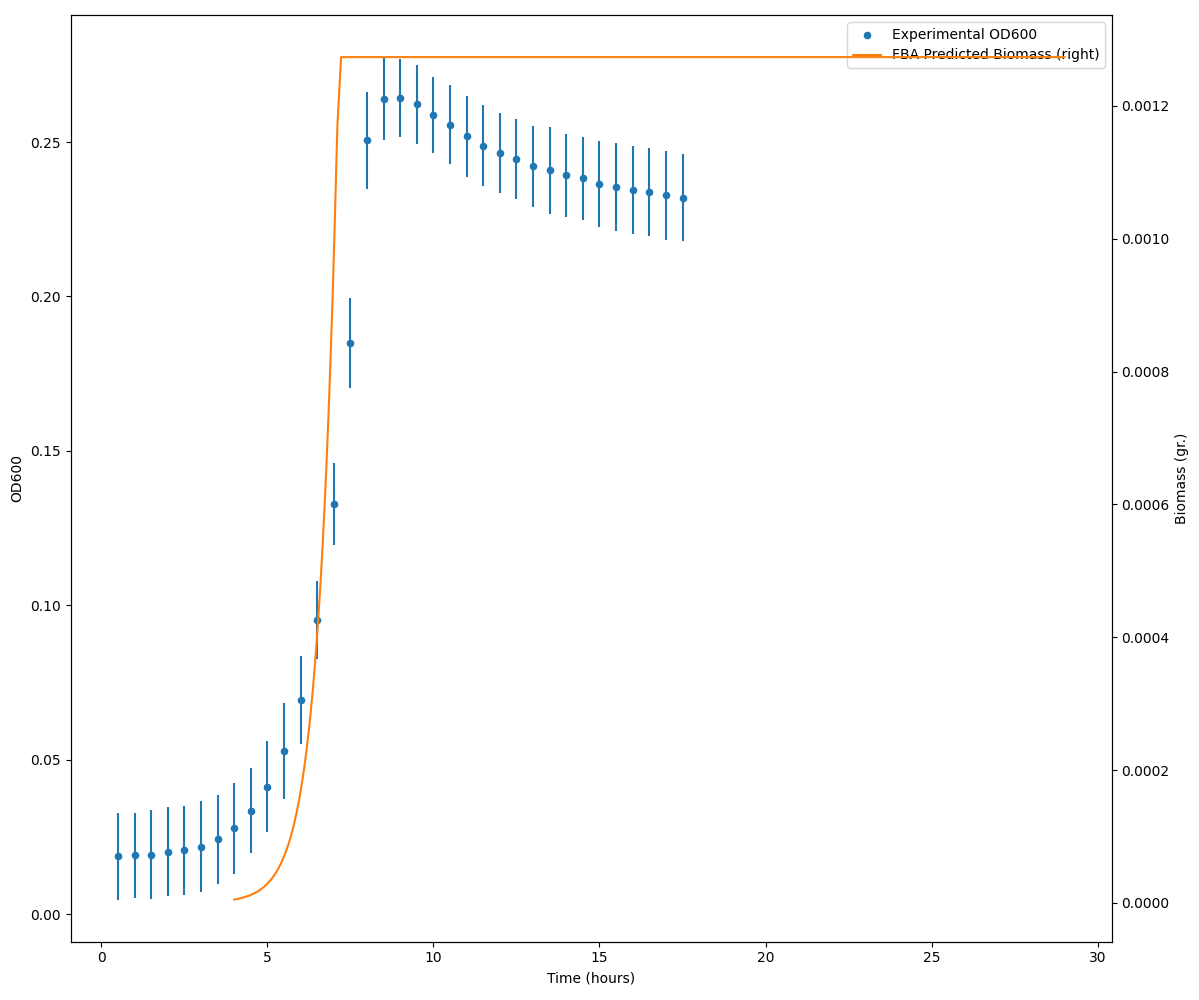 Experimental OD600
FBA Predicted Biomass (right)
0.25
0.20
0.15
0.10
0.05
0.00
OD600
0.0012
0.0010
0.0008
0.0006
0.0004
0.0002
0.0000
Biomass (gr.)
0 5 10 15 20 25 30
Time (hours)